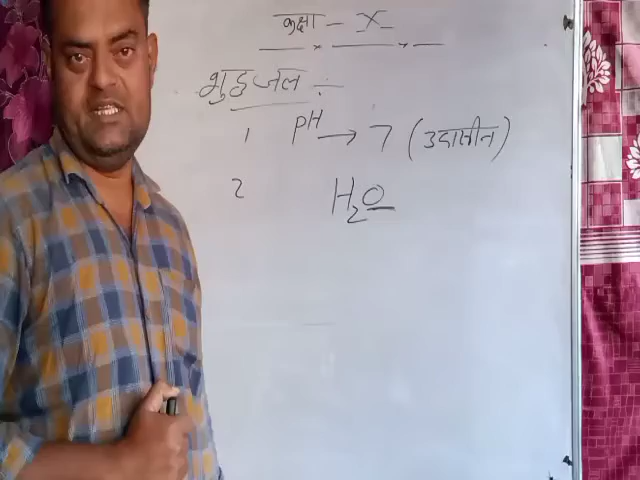 कक्षा - X
शुद्ध जल :-
1 PH → 7 (उदासीन)
2 H₂O